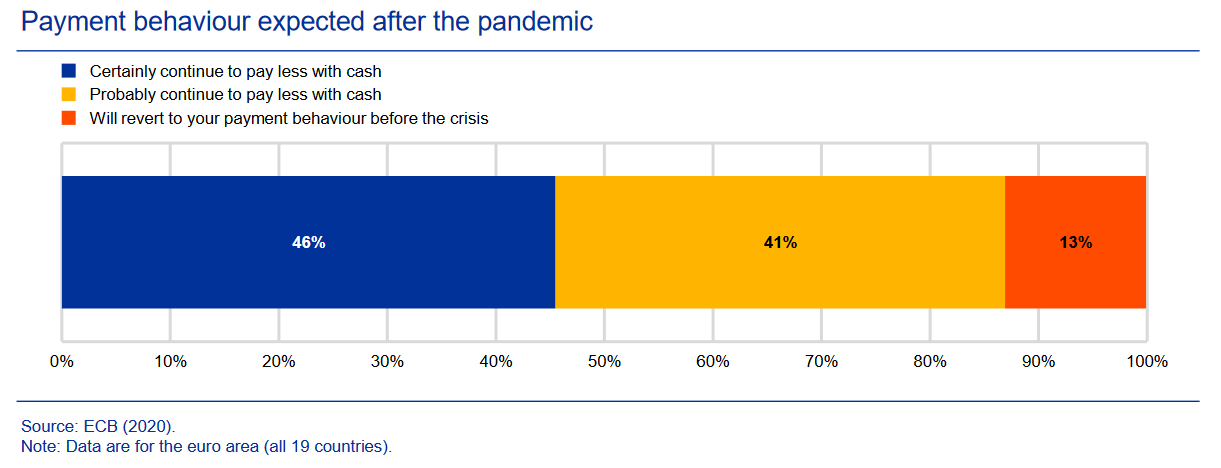 Payment behaviour expected after the pandemic
Certainly continue to pay less with cash
Probably continue to pay less with cash
Will revert to your payment behaviour before the crisis
46% 41% 13%
0% 10% 20% 30% 40% 50% 60% 70% 80% 90% 100%
Source: ECB (2020).
Note: Data are for the euro area (all 19 countries).